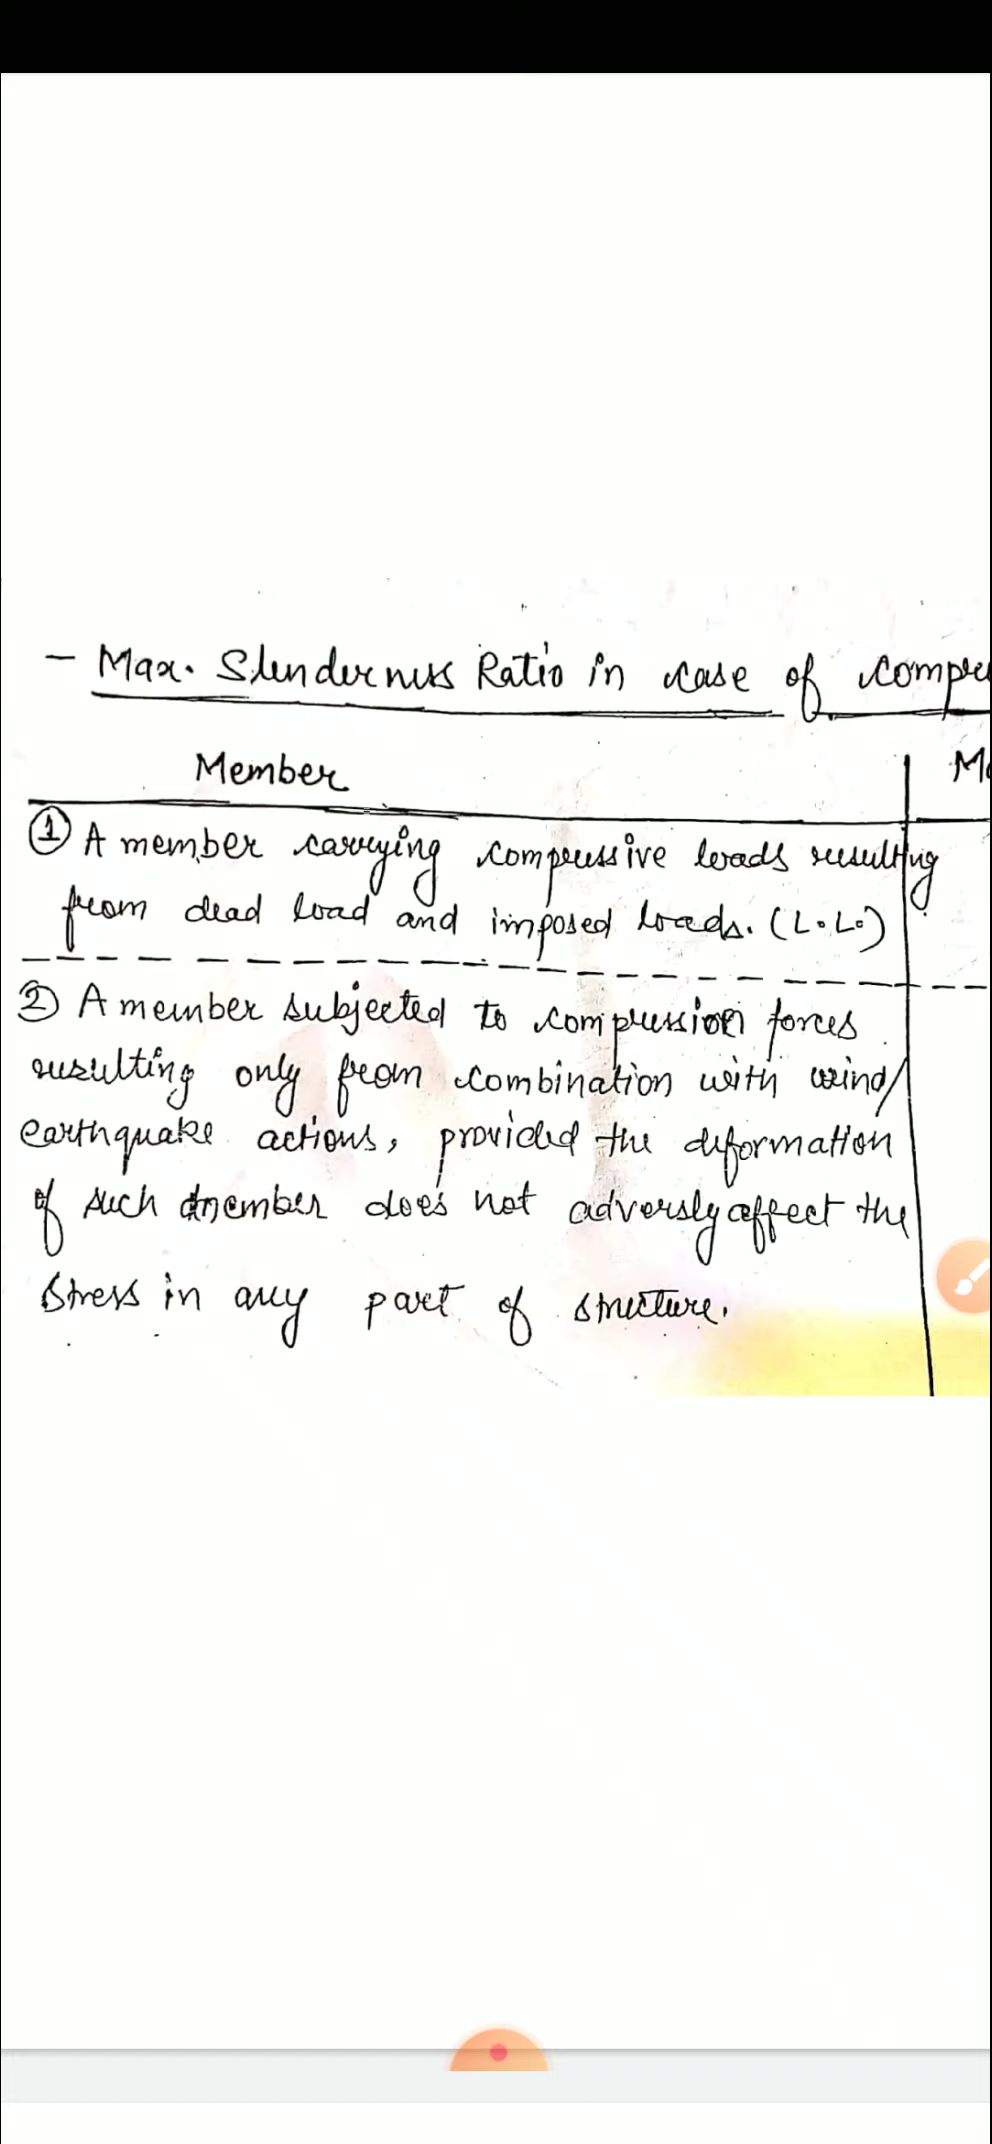 - Max. Slenderness Ratio in case of compre
Member
Ma
① A member carrying compressive loads resulting
from dead load and imposed loads. (L.L.)
② A member subjected to compression forces
resulting only from combination with wind/
earthquake actions, provided the deformation
of such member does not adversly affect the
stress in any part of structure.